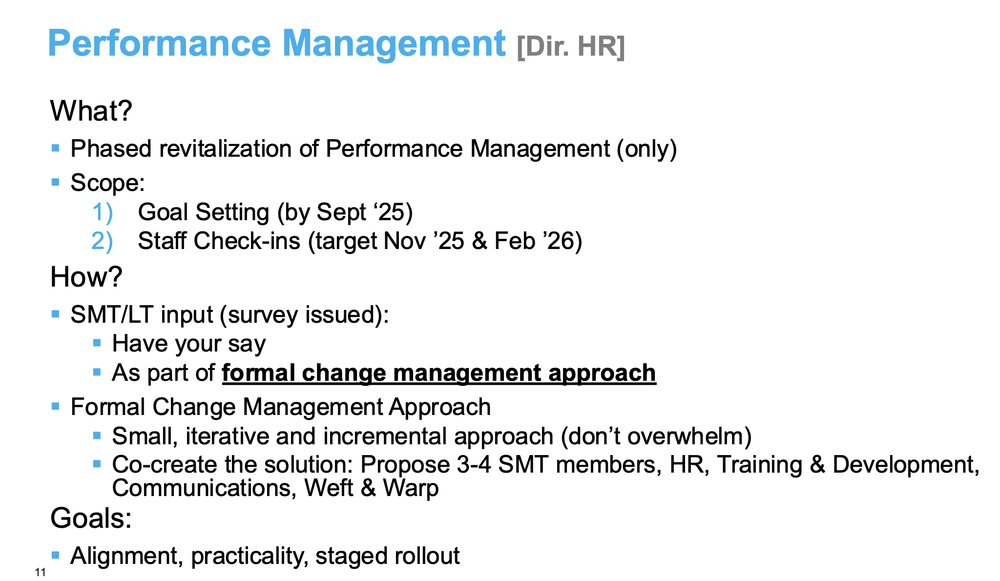 Performance Management [Dir. HR]
What?
▪ Phased revitalization of Performance Management (only)
▪ Scope:
1) Goal Setting (by Sept ‘25)
2) Staff Check-ins (target Nov ’25 & Feb ’26)
How?
▪ SMT/LT input (survey issued):
▪ Have your say
▪ As part of formal change management approach
▪ Formal Change Management Approach
▪ Small, iterative and incremental approach (don’t overwhelm)
▪ Co-create the solution: Propose 3-4 SMT members, HR, Training & Development,
Communications, Weft & Warp
Goals:
▪ Alignment, practicality, staged rollout
11